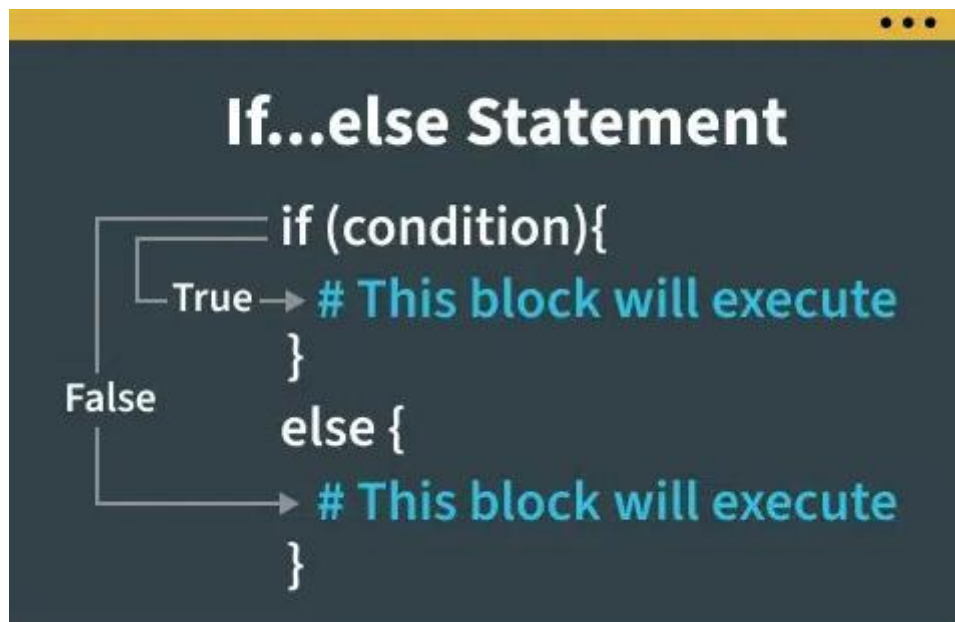 If...else Statement
if (condition){
True # This block will execute
}
False
else {
# This block will execute
}